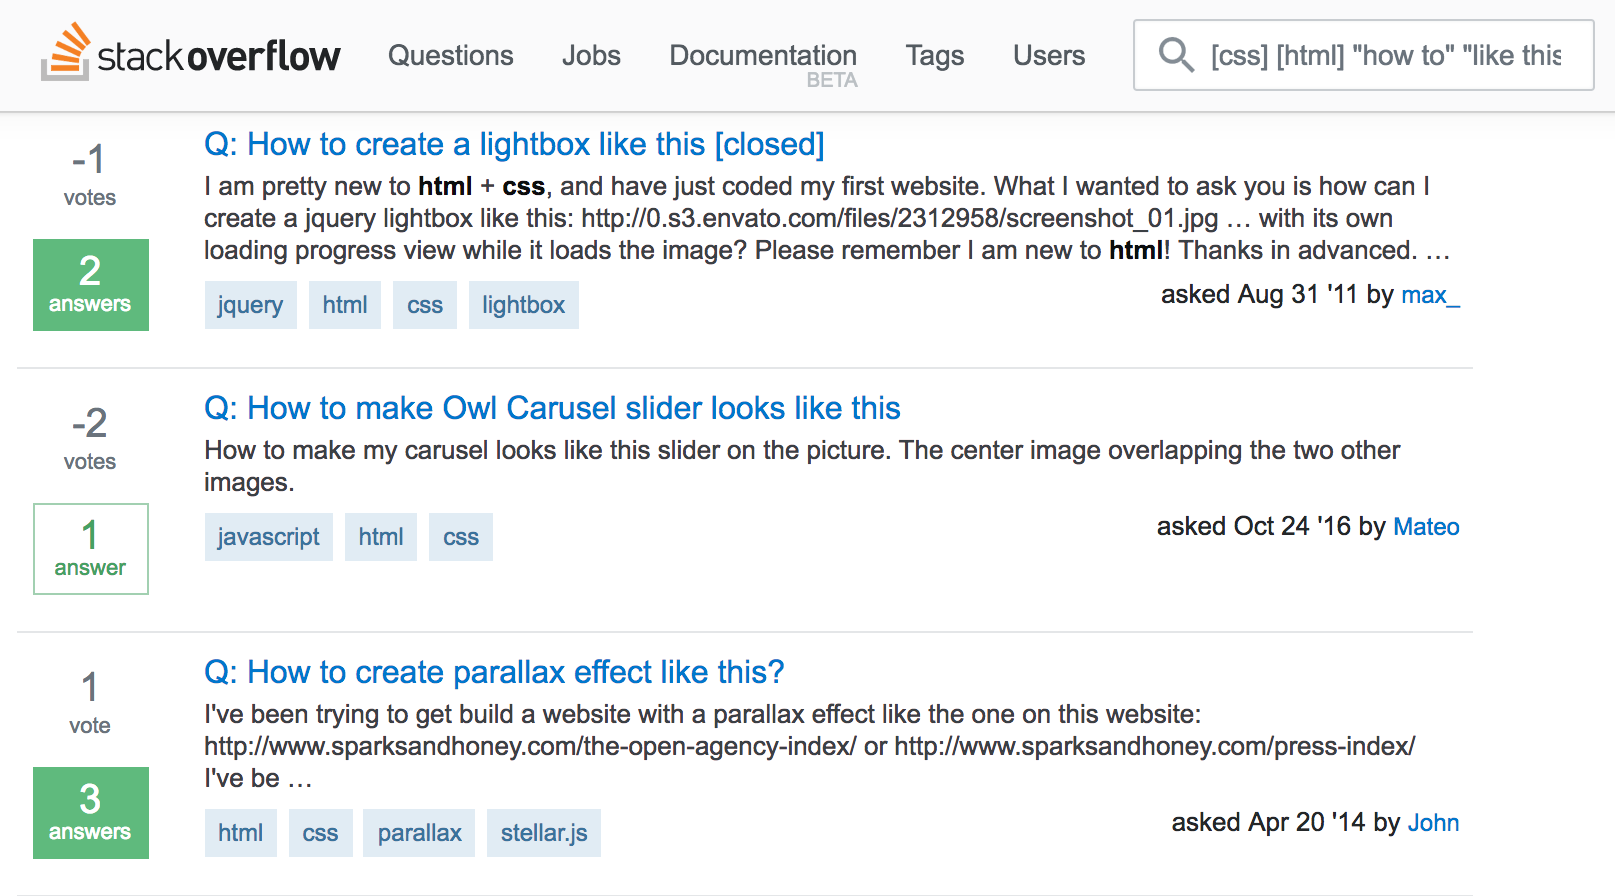 stackoverflow Questions Jobs Documentation Tags Users [css] [html] "how to" "like this
BETA
-1
votes
2
answers
Q: How to create a lightbox like this [closed]
I am pretty new to html + css, and have just coded my first website. What I wanted to ask you is how can I
create a jquery lightbox like this: http://0.s3.envato.com/files/2312958/screenshot_01.jpg … with its own
loading progress view while it loads the image? Please remember I am new to html! Thanks in advanced. …
jquery html css lightbox
asked Aug 31 '11 by max_
-2
votes
1
answer
Q: How to make Owl Carusel slider looks like this
How to make my carusel looks like this slider on the picture. The center image overlapping the two other
images.
javascript html css
asked Oct 24 '16 by Mateo
1
vote
3
answers
Q: How to create parallax effect like this?
I've been trying to get build a website with a parallax effect like the one on this website:
http://www.sparksandhoney.com/the-open-agency-index/ or http://www.sparksandhoney.com/press-index/
I've be …
html css parallax stellar.js
asked Apr 20 '14 by John